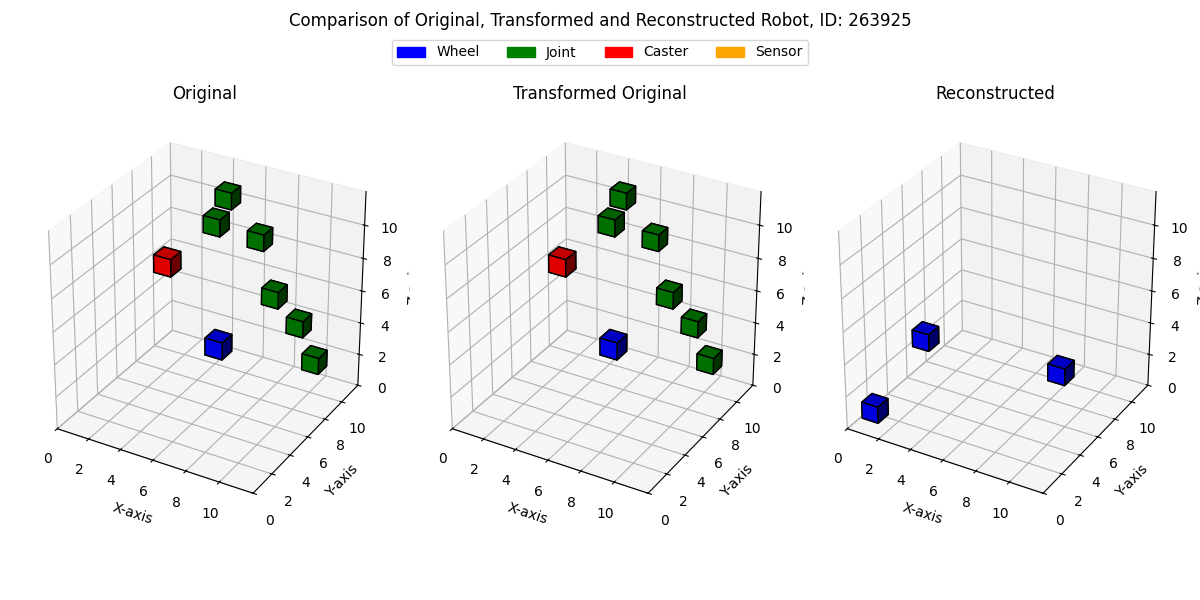 Comparison of Original, Transformed and Reconstructed Robot, ID: 263925
Wheel Joint Caster Sensor
Original Transformed Original Reconstructed
10 10 10
8 8 8
6 6 6
4 4 4
2 2 2
0 0 0
0 2 4 6 8 10 0 2 4 6 8 10 0 2 4 6 8 10
0 2 4 6 8 10 0 2 4 6 8 10 0 2 4 6 8 10
X-axis Y-axis X-axis Y-axis X-axis Y-axis